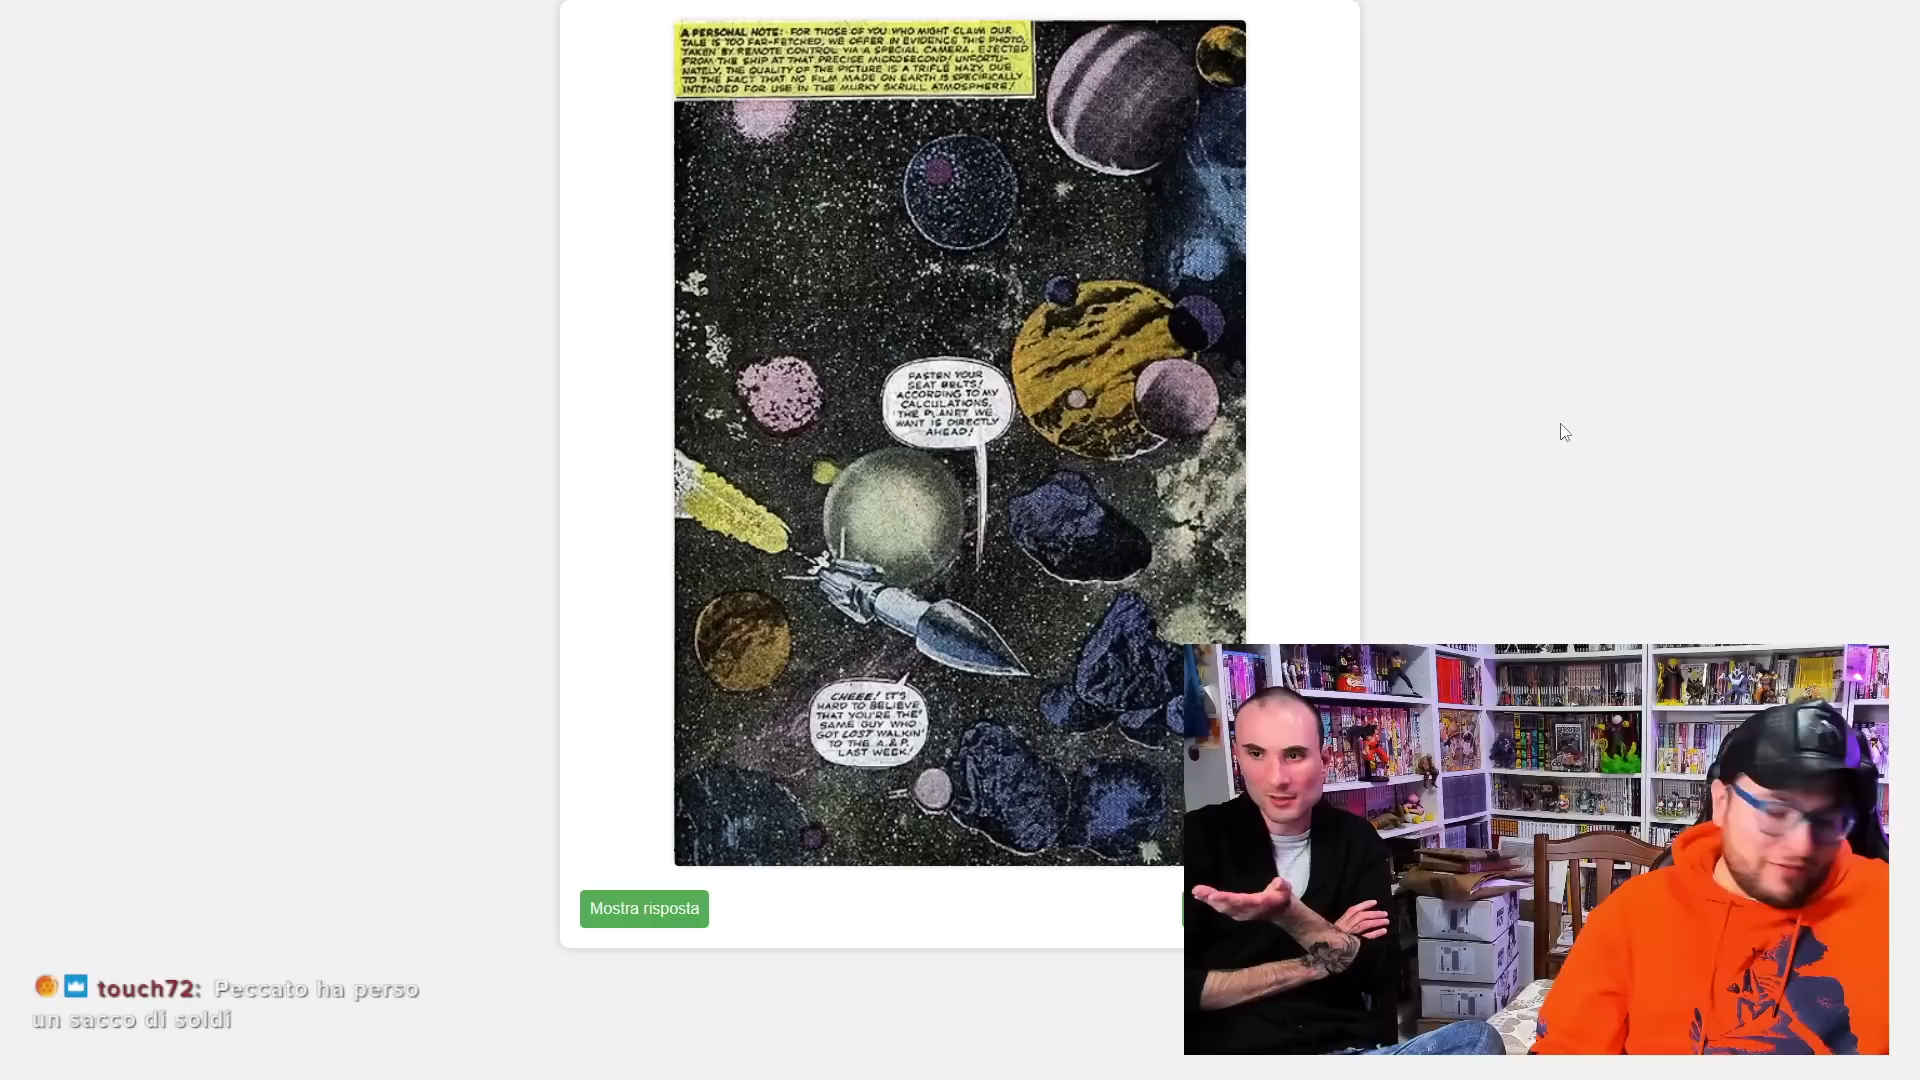 A PERSONAL NOTE: FOR THOSE OF YOU WHO MIGHT CLAIM OUR
TALE IS TOO FAR-FETCHED, WE OFFER IN EVIDENCE THIS PHOTO,
TAKEN BY REMOTE CONTROL VIA A SPECIAL CAMERA, EJECTED
FROM THE SHIP AT THAT PRECISE MICROSECOND! UNFORTU-
NATELY, THE QUALITY OF THE PICTURE IS A TRIFLE HAZY, DUE
TO THE FACT THAT NO FILM MADE ON EARTH IS SPECIFICALLY
INTENDED FOR USE IN THE MURKY SKRULL ATMOSPHERE!
FASTEN YOUR
SEAT BELTS!
ACCORDING TO MY
CALCULATIONS,
THE PLANET WE
WANT IS DIRECTLY
AHEAD!
CHEEE! IT'S
HARD TO BELIEVE
THAT YOU'RE THE
SAME GUY WHO
GOT LOST WALKIN'
TO THE A.&P.
LAST WEEK!
Mostra risposta
touch72: Peccato ha perso
un sacco di soldi